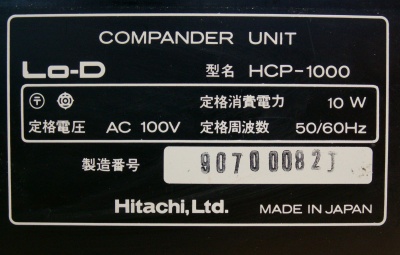 COMPANDER UNIT
Lo-D 型名 HCP-1000
〒 定格消費電力 10 W
定格電圧 AC 100V 定格周波数 50/60Hz
製造番号 90700082J
Hitachi, Ltd. MADE IN JAPAN